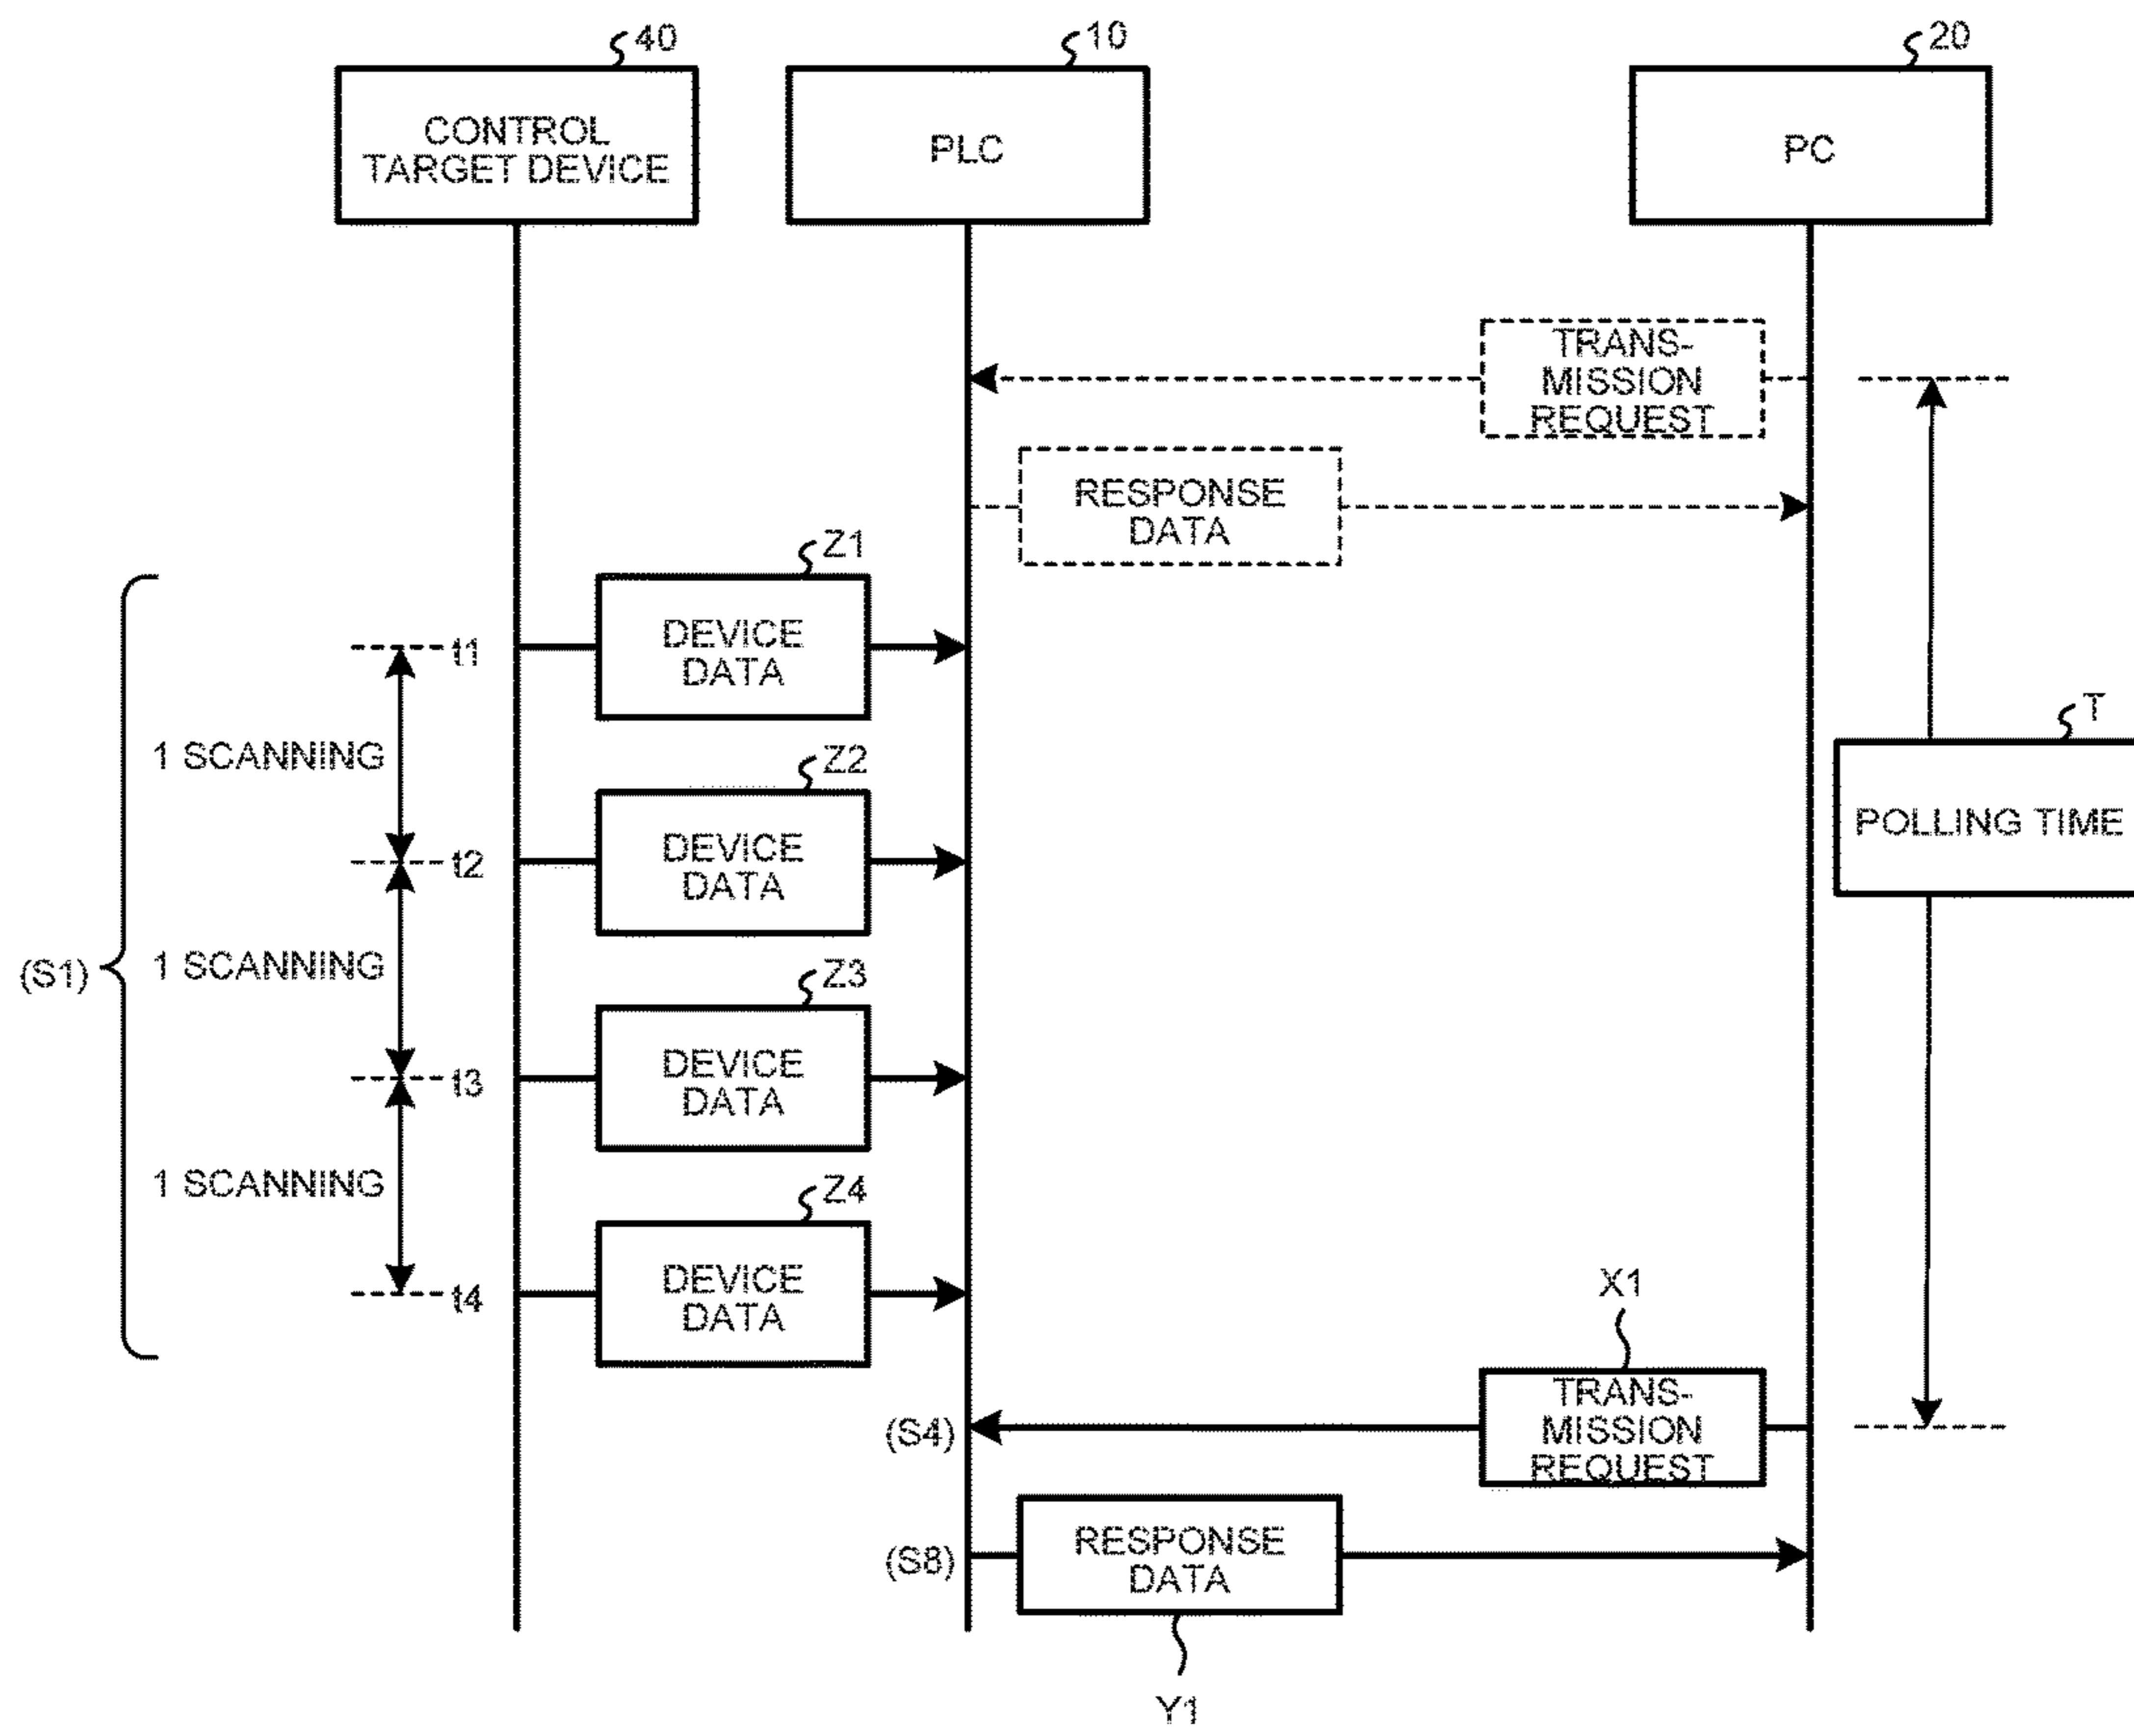 40
10
20
CONTROL
TARGET DEVICE
PLC
PC
TRANS-
MISSION
REQUEST
RESPONSE
DATA
Z1
t1
DEVICE
DATA
T
1 SCANNING
Z2
POLLING TIME
t2
DEVICE
DATA
(S1)
1 SCANNING
Z3
t3
DEVICE
DATA
1 SCANNING
Z4
t4
DEVICE
DATA
X1
(S4)
TRANS-
MISSION
REQUEST
(S8)
RESPONSE
DATA
Y1